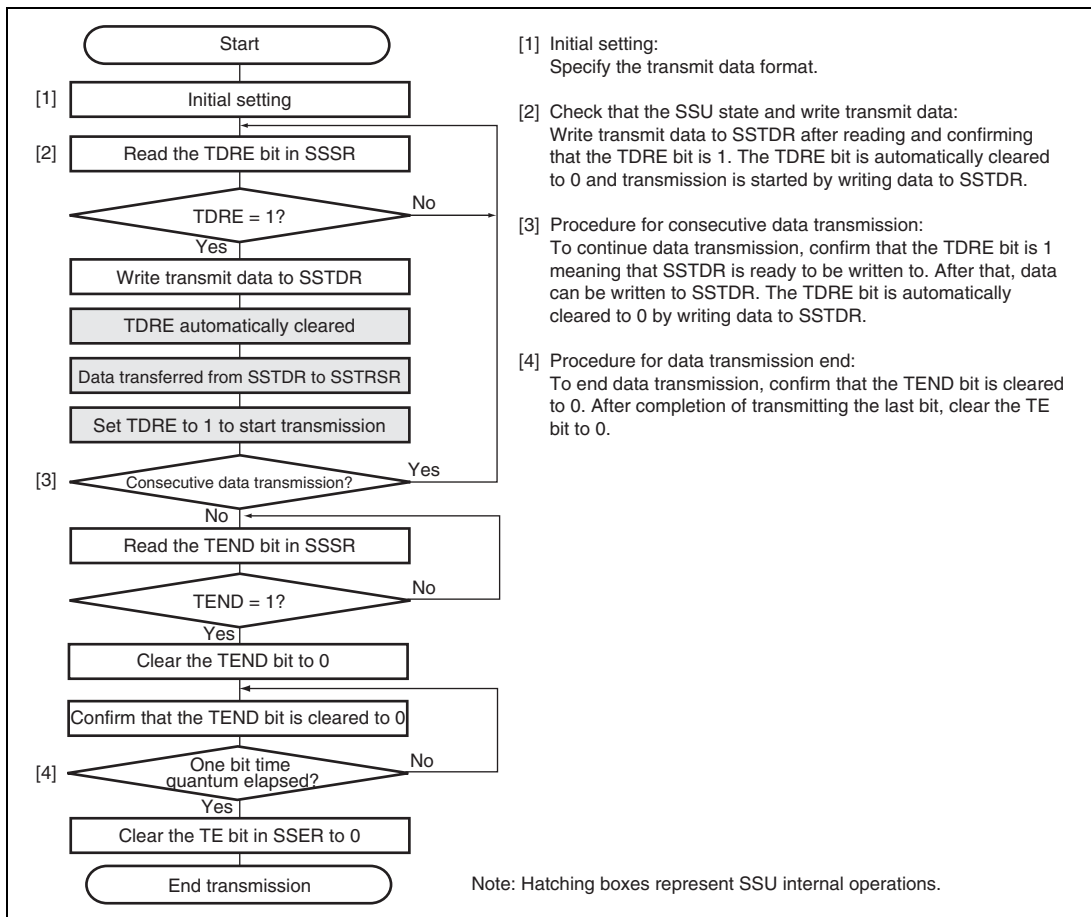 Start
[1] Initial setting
[2] Read the TDRE bit in SSSR
TDRE = 1?
No
Yes
Write transmit data to SSTDR
TDRE automatically cleared
Data transferred from SSTDR to SSTRSR
Set TDRE to 1 to start transmission
[3] Consecutive data transmission?
Yes
No
Read the TEND bit in SSSR
TEND = 1?
No
Yes
Clear the TEND bit to 0
Confirm that the TEND bit is cleared to 0
[4] One bit time
quantum elapsed?
No
Yes
Clear the TE bit in SSER to 0
End transmission
[1] Initial setting:
Specify the transmit data format.
[2] Check that the SSU state and write transmit data:
Write transmit data to SSTDR after reading and confirming
that the TDRE bit is 1. The TDRE bit is automatically cleared
to 0 and transmission is started by writing data to SSTDR.
[3] Procedure for consecutive data transmission:
To continue data transmission, confirm that the TDRE bit is 1
meaning that SSTDR is ready to be written to. After that, data
can be written to SSTDR. The TDRE bit is automatically
cleared to 0 by writing data to SSTDR.
[4] Procedure for data transmission end:
To end data transmission, confirm that the TEND bit is cleared
to 0. After completion of transmitting the last bit, clear the TE
bit to 0.
Note: Hatching boxes represent SSU internal operations.